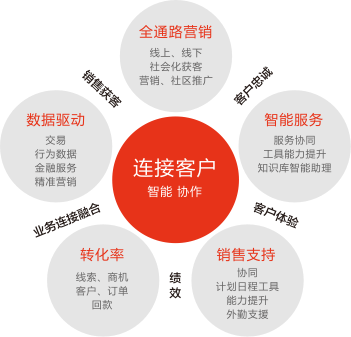 全通路营销
线上、线下
社会化获客
营销、社区推广
销售获客
客户忠诚
数据驱动
交易
行为数据
金融服务
精准营销
智能服务
服务协同
工具能力提升
知识库智能助理
连接客户
智能 协作
业务连接融合
客户体验
转化率
线索、商机
客户、订单
回款
绩效
销售支持
协同
计划日程工具
能力提升
外勤支援